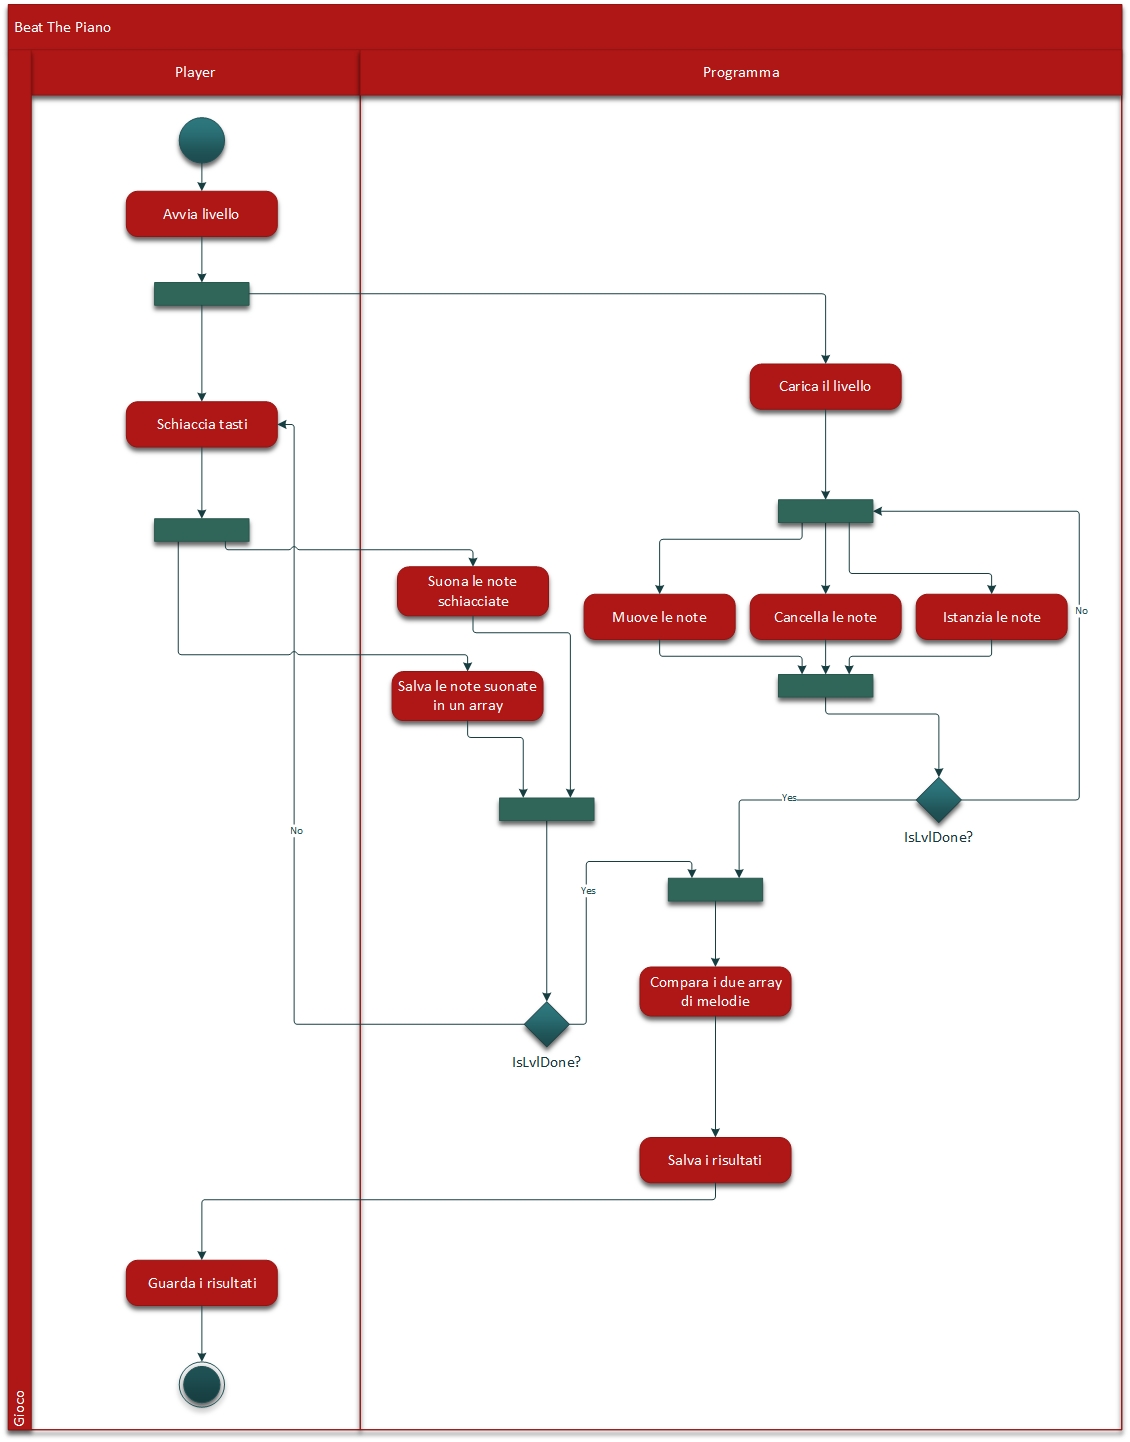 Beat The Piano
Player
Programma
Avvia livello
Carica il livello
Schiaccia tasti
Suona le note
schiacciate
Muove le note
Cancella le note
Istanzia le note
No
Salva le note suonate
in un array
Yes
IsLvlDone?
No
Yes
Compara i due array
di melodie
IsLvlDone?
Salva i risultati
Guarda i risultati
Gioco